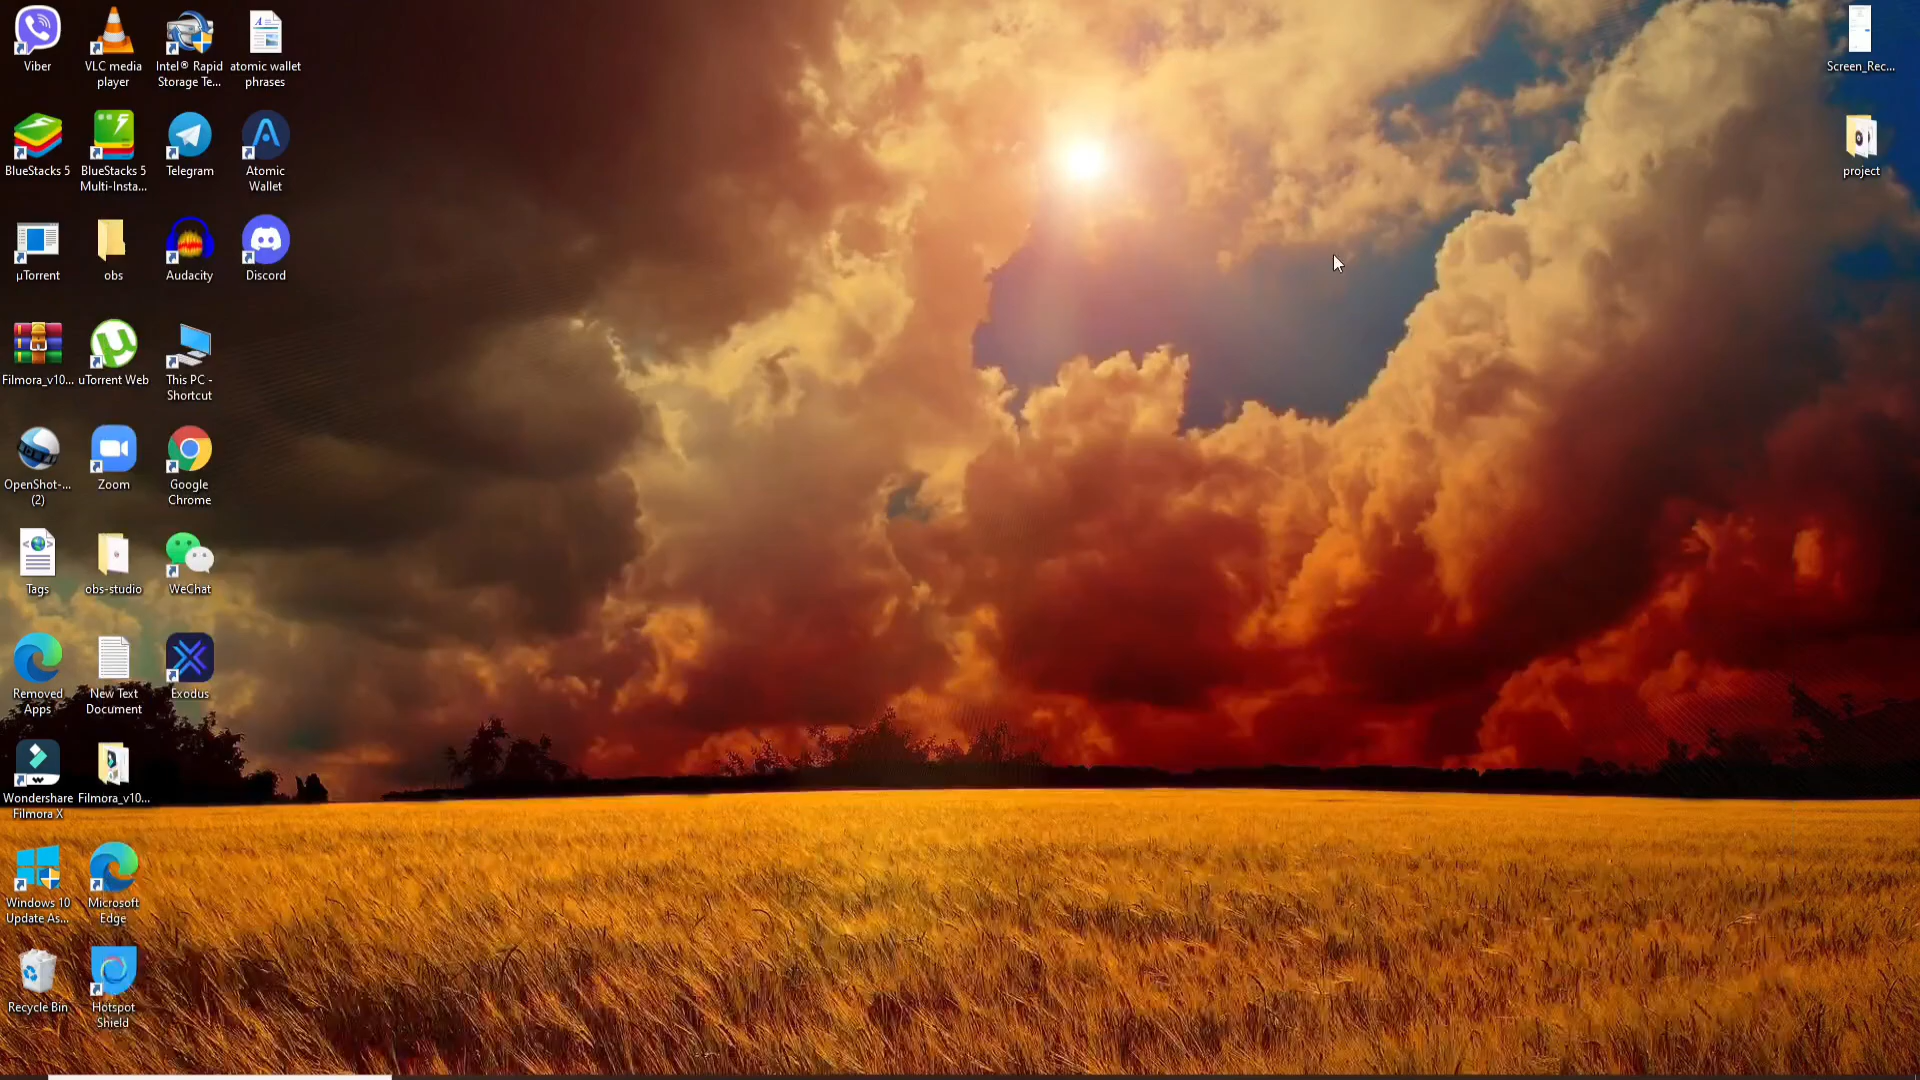 Viber
VLC media
player
Intel® Rapid
Storage Te...
atomic wallet
phrases
Screen_Rec...
BlueStacks 5
BlueStacks 5
Multi-Insta...
Telegram
Atomic
Wallet
project
µTorrent
obs
Audacity
Discord
Filmora_v10...
uTorrent Web
This PC -
Shortcut
OpenShot-...
(2)
Zoom
Google
Chrome
Tags
obs-studio
WeChat
Removed
Apps
New Text
Document
Exodus
Wondershare
Filmora X
Filmora_v10...
Windows 10
Update As...
Microsoft
Edge
Recycle Bin
Hotspot
Shield